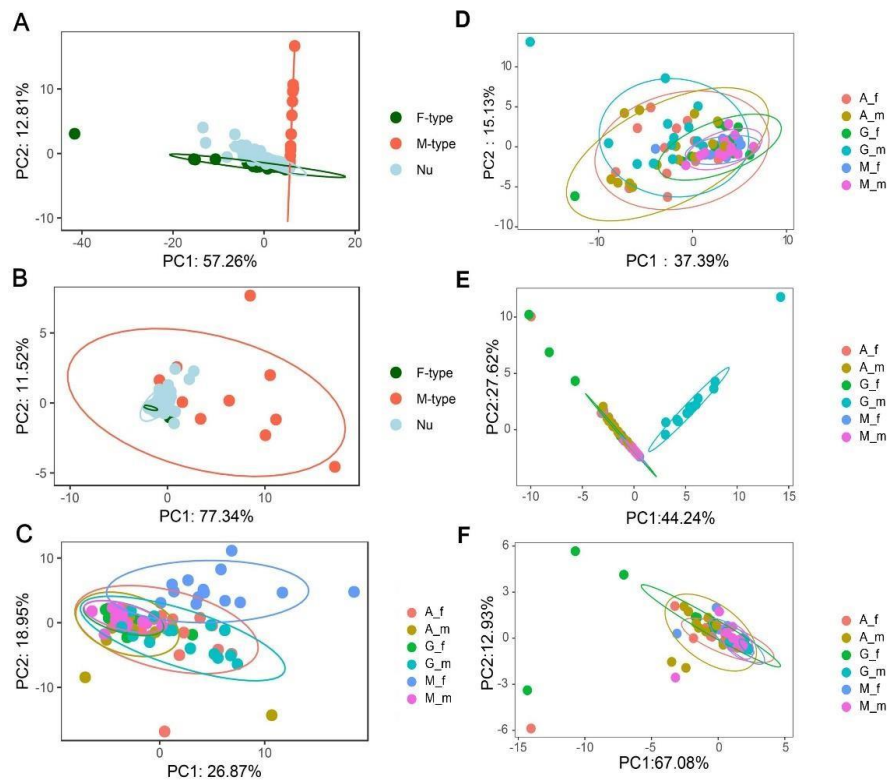 A
PC2: 12.81%
10
0
-10
-40
-20
0
20
PC1: 57.26%
F-type
M-type
Nu
B
PC2: 11.52%
5
0
-5
-10
0
10
PC1: 77.34%
F-type
M-type
Nu
C
PC2: 18.95%
10
0
-10
0
10
PC1: 26.87%
A_f
A_m
G_f
G_m
M_f
M_m
D
PC2 : 15.13%
10
5
0
-5
-10
-10
0
10
PC1 : 37.39%
A_f
A_m
G_f
G_m
M_f
M_m
E
PC2:27.62%
10
5
0
-10
-5
0
5
10
15
PC1:44.24%
A_f
A_m
G_f
G_m
M_f
M_m
F
PC2:12.93%
6
3
0
-3
-6
-15
-10
-5
0
5
PC1:67.08%
A_f
A_m
G_f
G_m
M_f
M_m